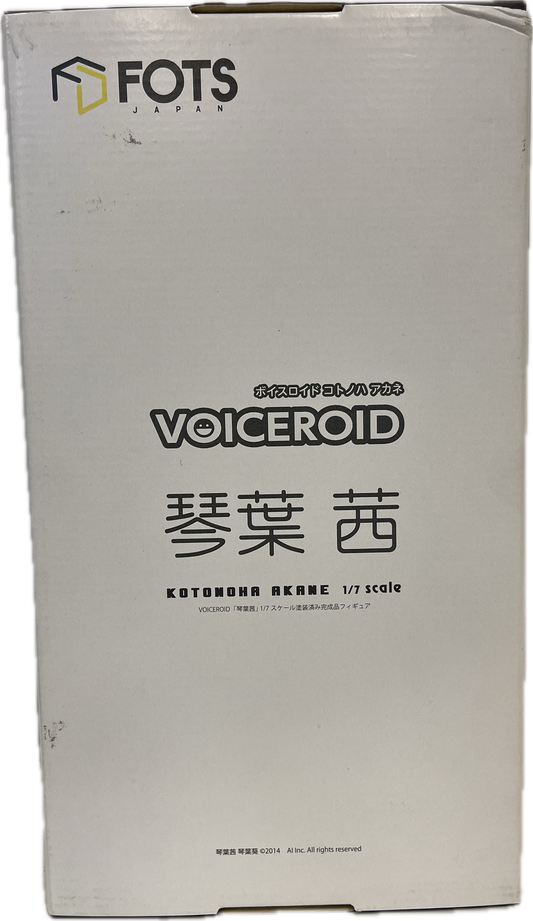 FOTS
JAPAN
ボイスロイド コトノハ アカネ
VOICEROID
琴葉 茜
KOTONOHA AKANE 1/7 scale
VOICEROID「琴葉茜」1/7 スケール塗装済み完成品フィギュア
琴葉茜 琴葉葵 ©2014 AI Inc. All rights reserved